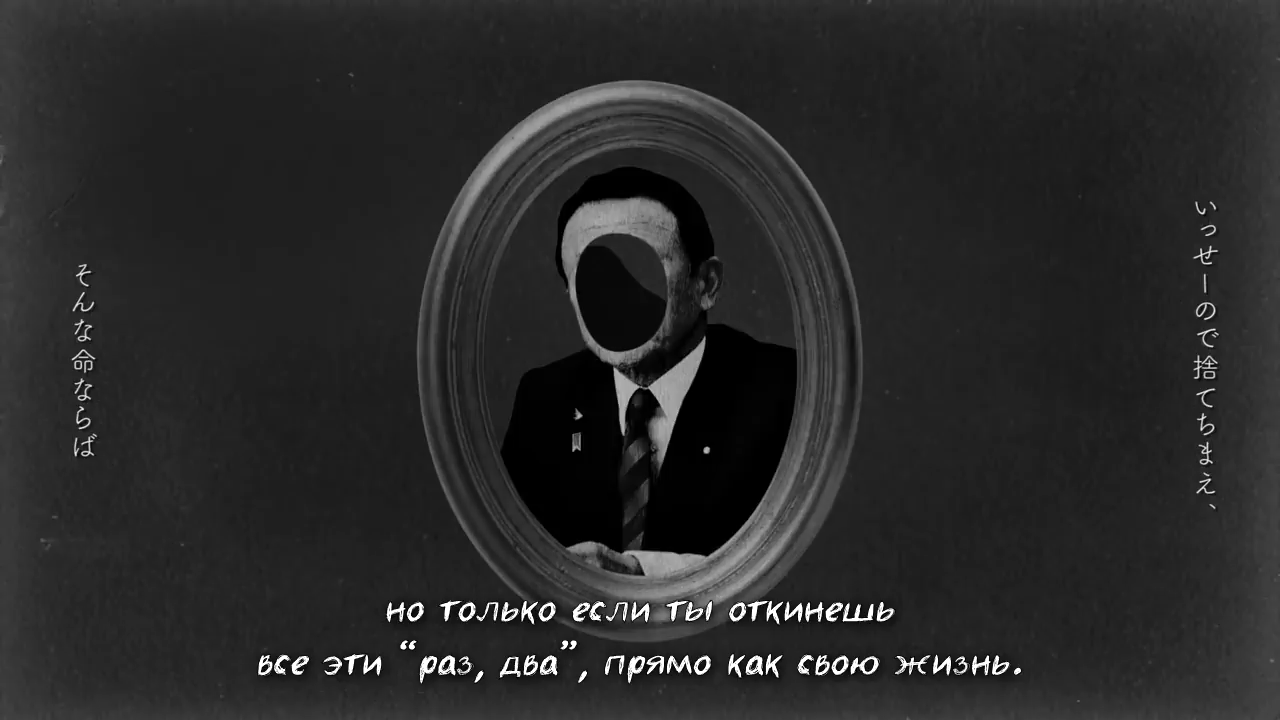 いっせーので捨てちまえ、
そんな命ならば
но только если ты откинешь
все эти “раз, два”, прямо как свою жизнь.